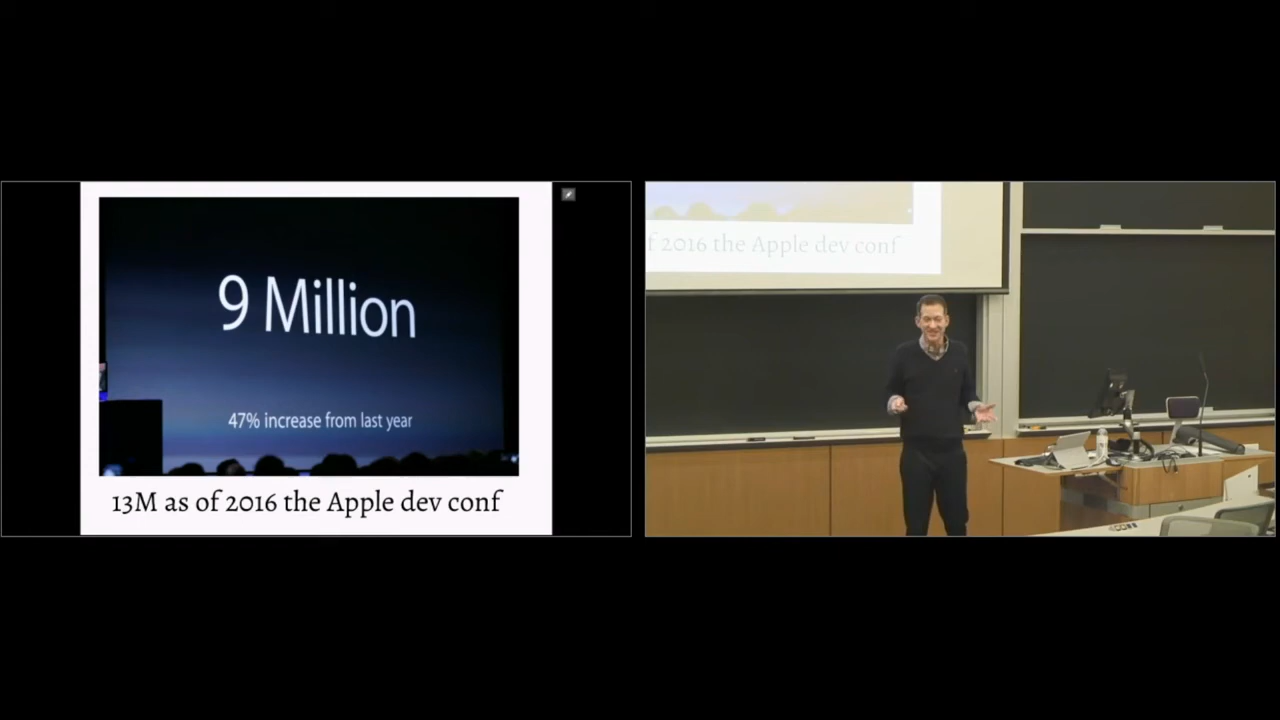 9 Million
47% increase from last year
13M as of 2016 the Apple dev conf
f 2016 the Apple dev conf